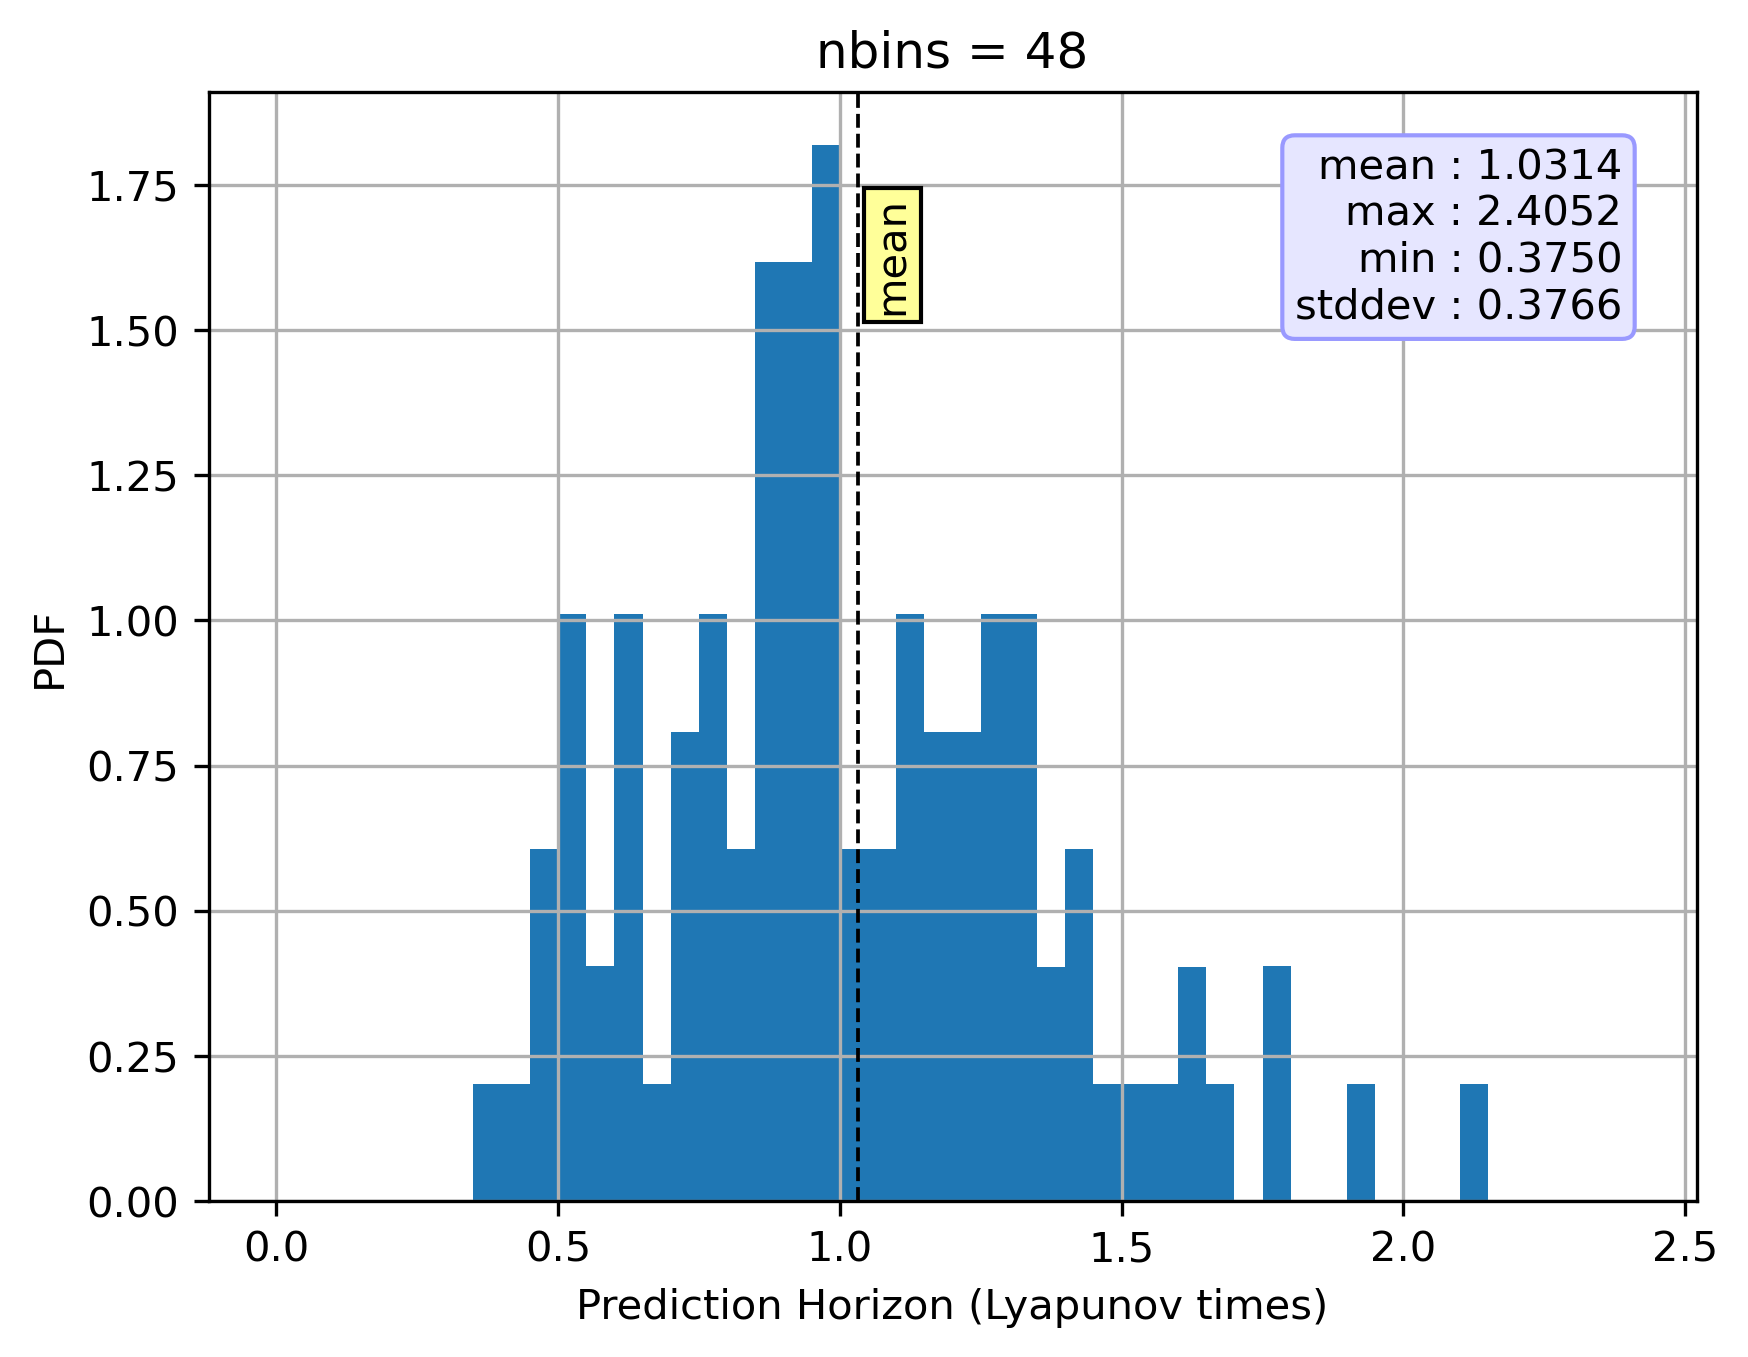 nbins = 48
mean : 1.0314
max : 2.4052
min : 0.3750
stddev : 0.3766
mean
PDF
1.75
1.50
1.25
1.00
0.75
0.50
0.25
0.00
0.0 0.5 1.0 1.5 2.0 2.5
Prediction Horizon (Lyapunov times)